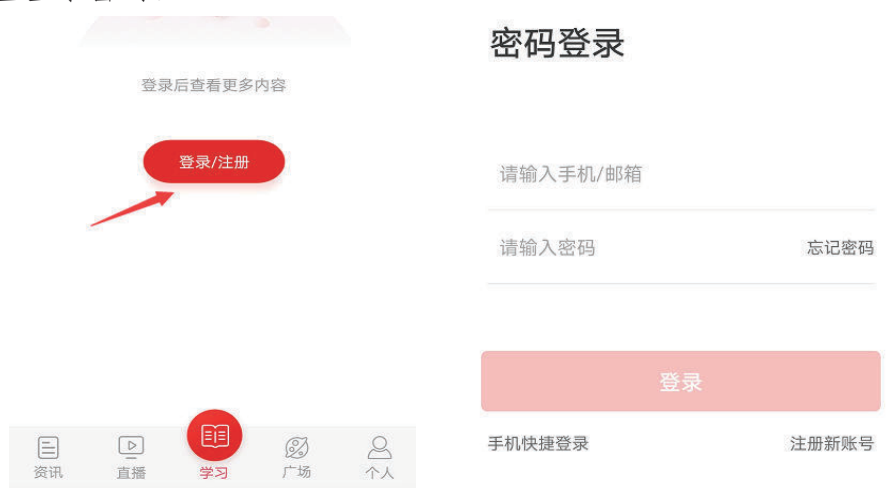 登录后查看更多内容
登录/注册
资讯 直播 学习 广场 个人
密码登录
请输入手机/邮箱
请输入密码 忘记密码
登录
手机快捷登录 注册新账号